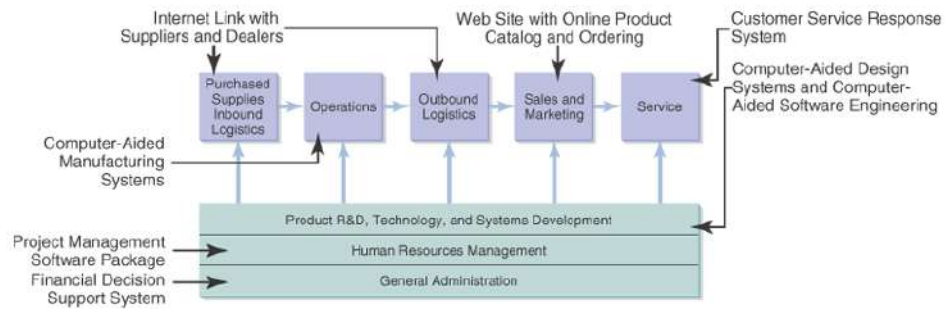 Internet Link with
Suppliers and Dealers
Web Site with Online Product
Catalog and Ordering
Customer Service Response
System
Purchased
Supplies
Inbound
Logistics
Operations
Outbound
Logistics
Sales and
Marketing
Service
Computer-Aided Design
Systems and Computer-
Aided Software Engineering
Computer-Aided
Manufacturing
Systems
Product R&D, Technology, and Systems Development
Project Management
Software Package
Human Resources Management
Financial Decision
Support System
General Administration